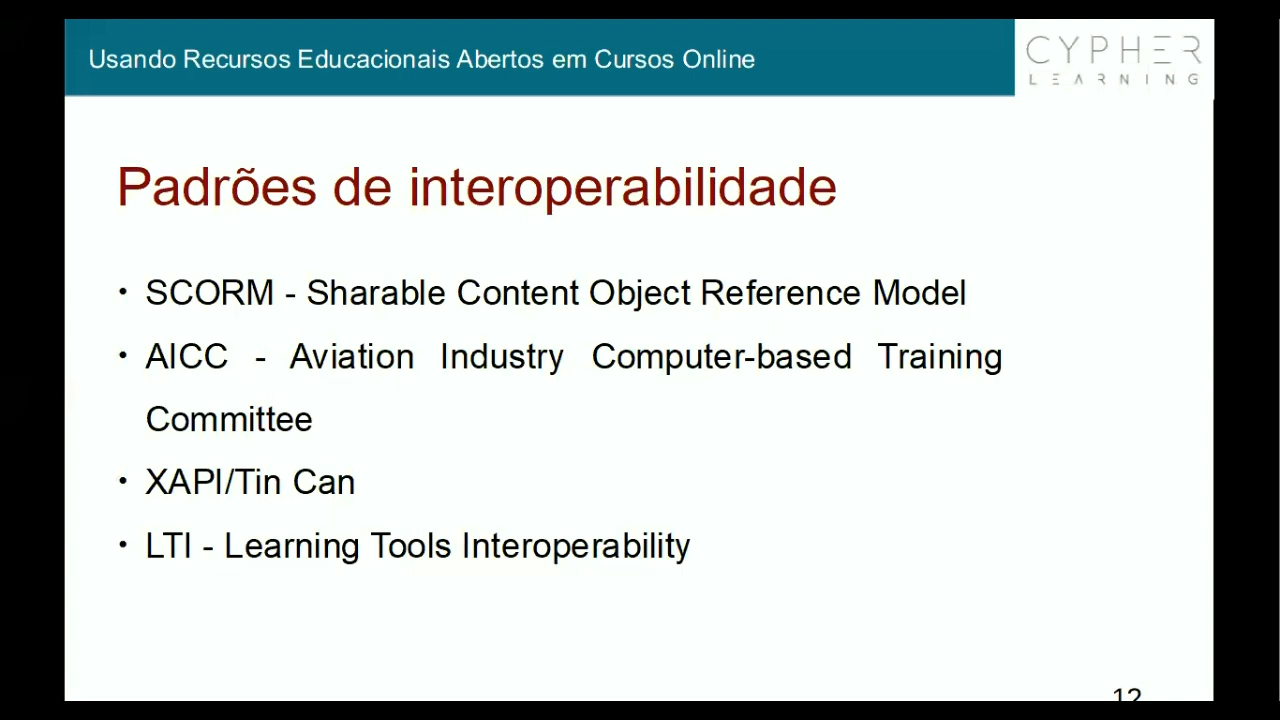 Usando Recursos Educacionais Abertos em Cursos Online
CYPHER
LEARNING
Padrões de interoperabilidade
• SCORM - Sharable Content Object Reference Model
• AICC - Aviation Industry Computer-based Training
Committee
• XAPI/Tin Can
• LTI - Learning Tools Interoperability
12